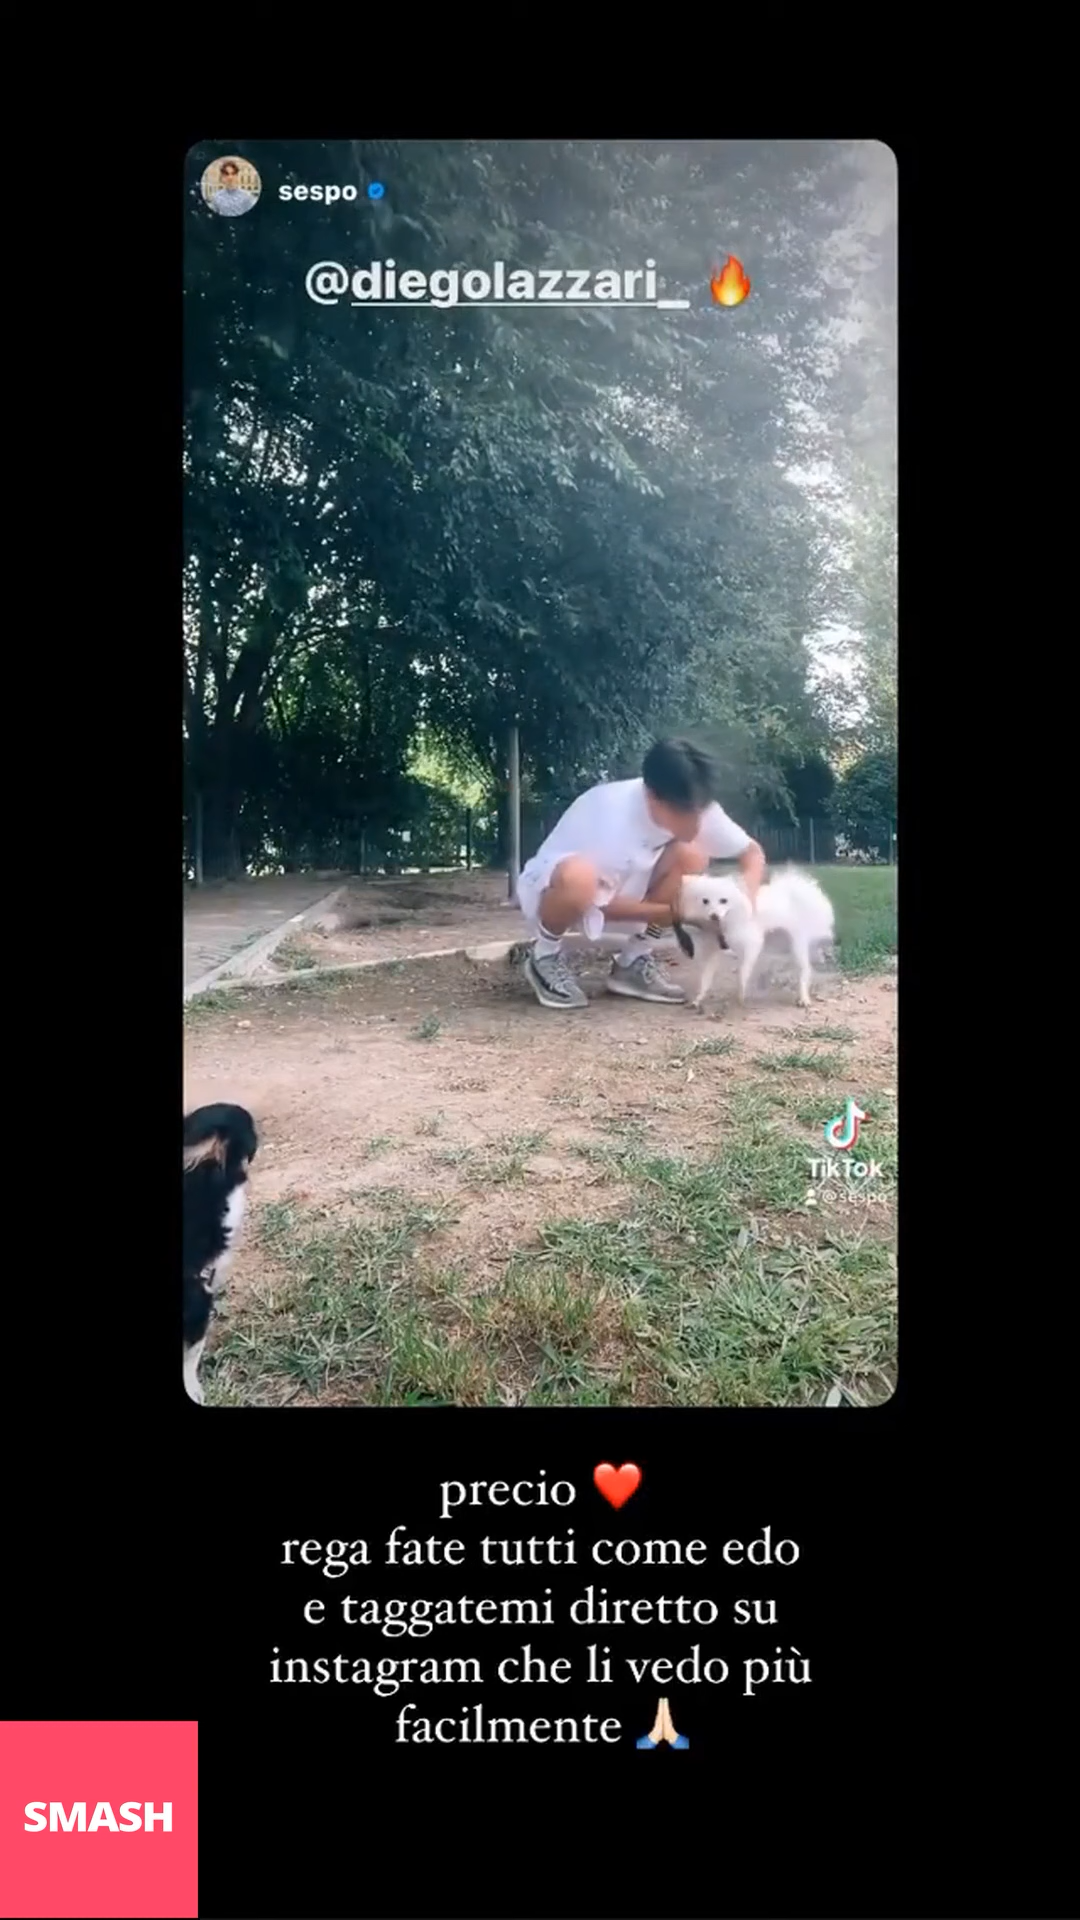 sespo
@diegolazzari_ 🔥
TikTok
@sespo
precio ❤️
rega fate tutti come edo
e taggatemi diretto su
instagram che li vedo più
facilmente 🙏🏻
SMASH